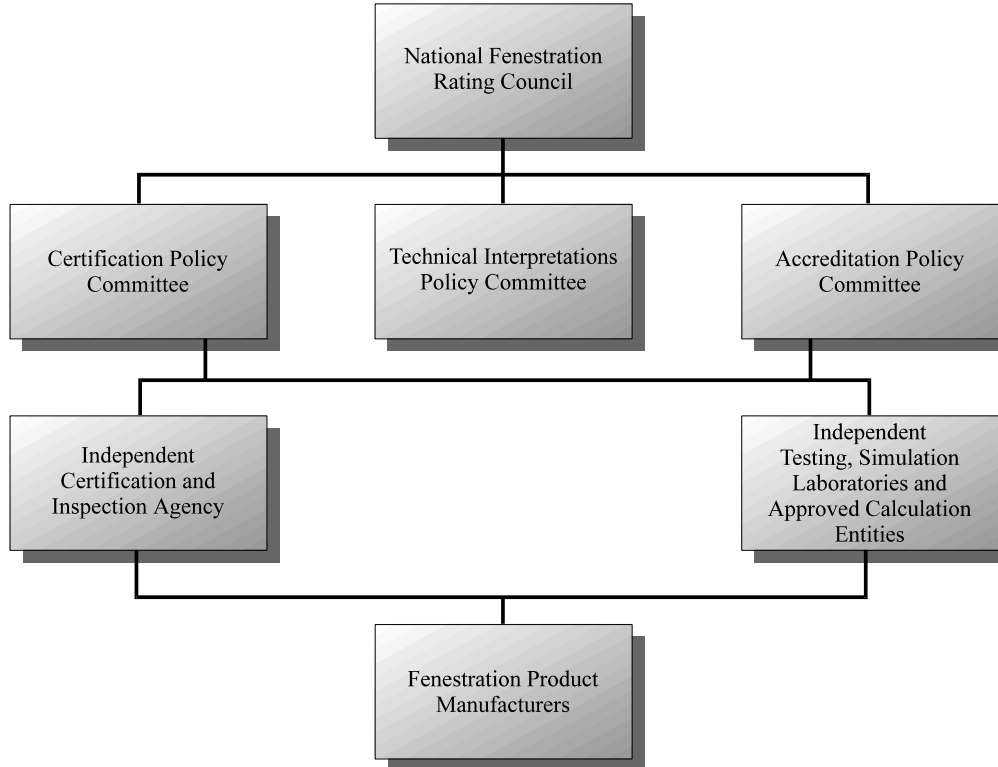 National Fenestration
Rating Council
Certification Policy
Committee
Technical Interpretations
Policy Committee
Accreditation Policy
Committee
Independent
Certification and
Inspection Agency
Independent
Testing, Simulation
Laboratories and
Approved Calculation
Entities
Fenestration Product
Manufacturers